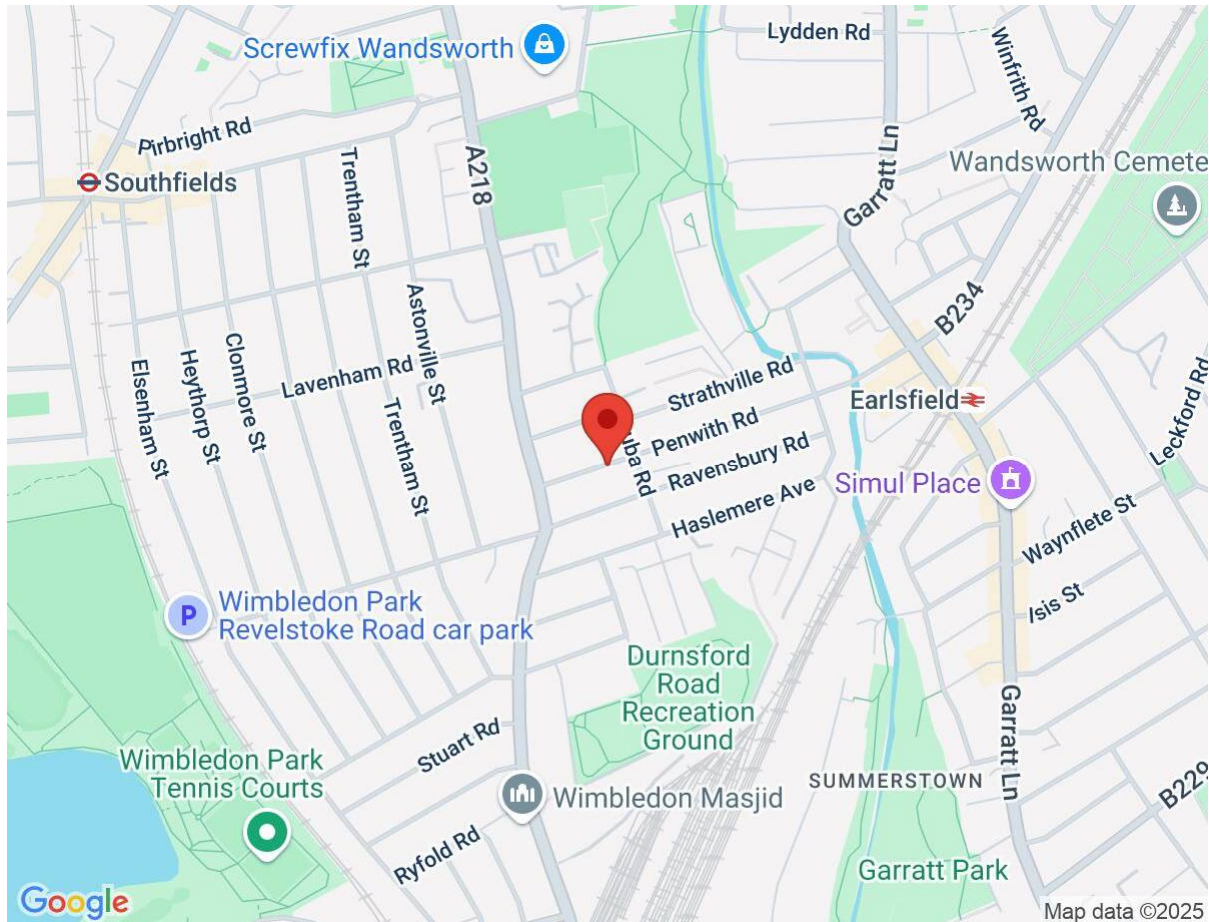 Lydden Rd
Screwfix Wandsworth
Winfrith Rd
Pirbright Rd
Garratt Ln
Trentham St
A218
Wandsworth Cemete
Southfields
Astonville St
B234
Clonmore St
Heythorp St
Elsenham St
Lavenham Rd
Strathville Rd
Earlsfield
Leckford Rd
Trentham St
Penwith Rd
uba Rd
Ravensbury Rd
Simul Place
Haslemere Ave
Waynflete St
Isis St
P
Wimbledon Park
Revelstoke Road car park
Durnsford
Road
Recreation
Ground
Garratt Ln
Stuart Rd
Wimbledon Park
Tennis Courts
SUMMERSTOWN
B229
Wimbledon Masjid
Ryfold Rd
Garratt Park
Google
Map data ©2025